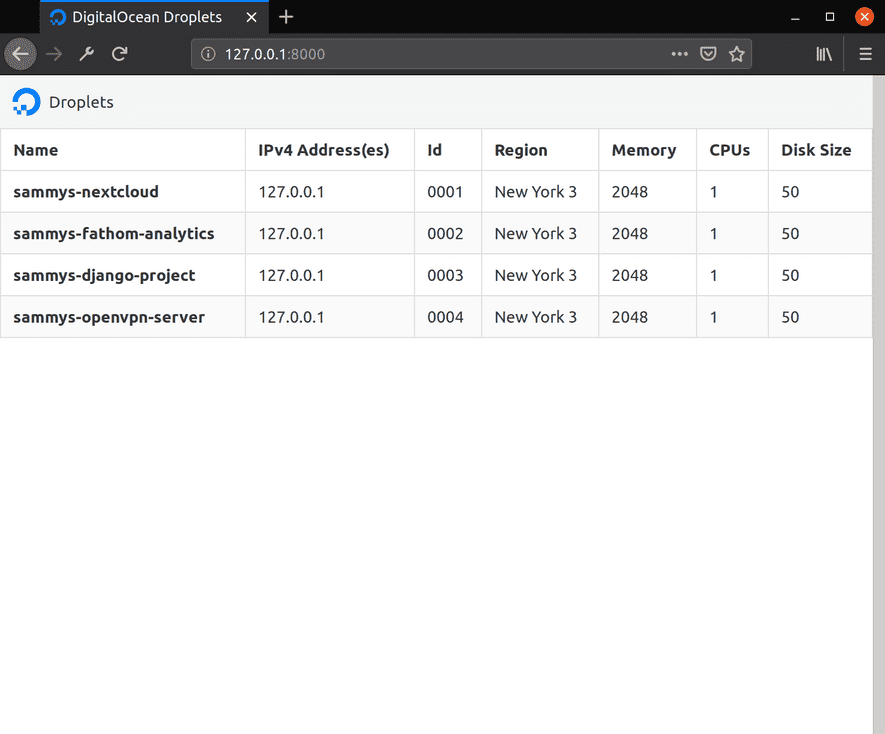 DigitalOcean Droplets
127.0.0.1:8000
Droplets
Name IPv4 Address(es) Id Region Memory CPUs Disk Size
sammys-nextcloud 127.0.0.1 0001 New York 3 2048 1 50
sammys-fathom-analytics 127.0.0.1 0002 New York 3 2048 1 50
sammys-django-project 127.0.0.1 0003 New York 3 2048 1 50
sammys-openvpn-server 127.0.0.1 0004 New York 3 2048 1 50